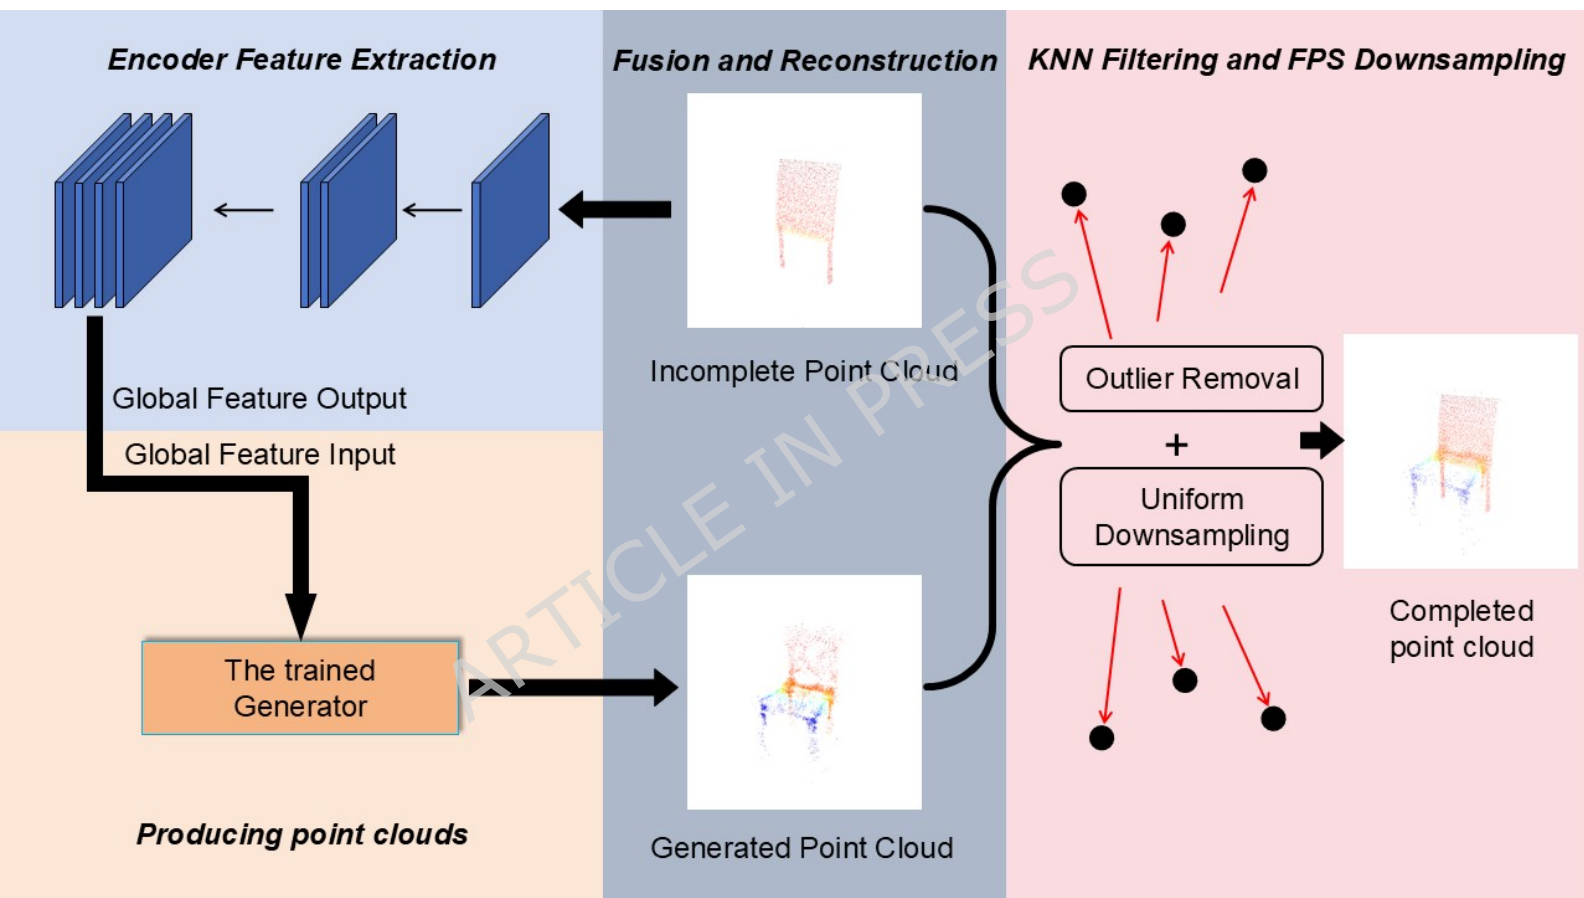 Encoder Feature Extraction
Fusion and Reconstruction
KNN Filtering and FPS Downsampling
Incomplete Point Cloud
Global Feature Output
Global Feature Input
The trained
Generator
Producing point clouds
Generated Point Cloud
Outlier Removal
+
Uniform
Downsampling
Completed
point cloud
ARTICLE IN PRESS